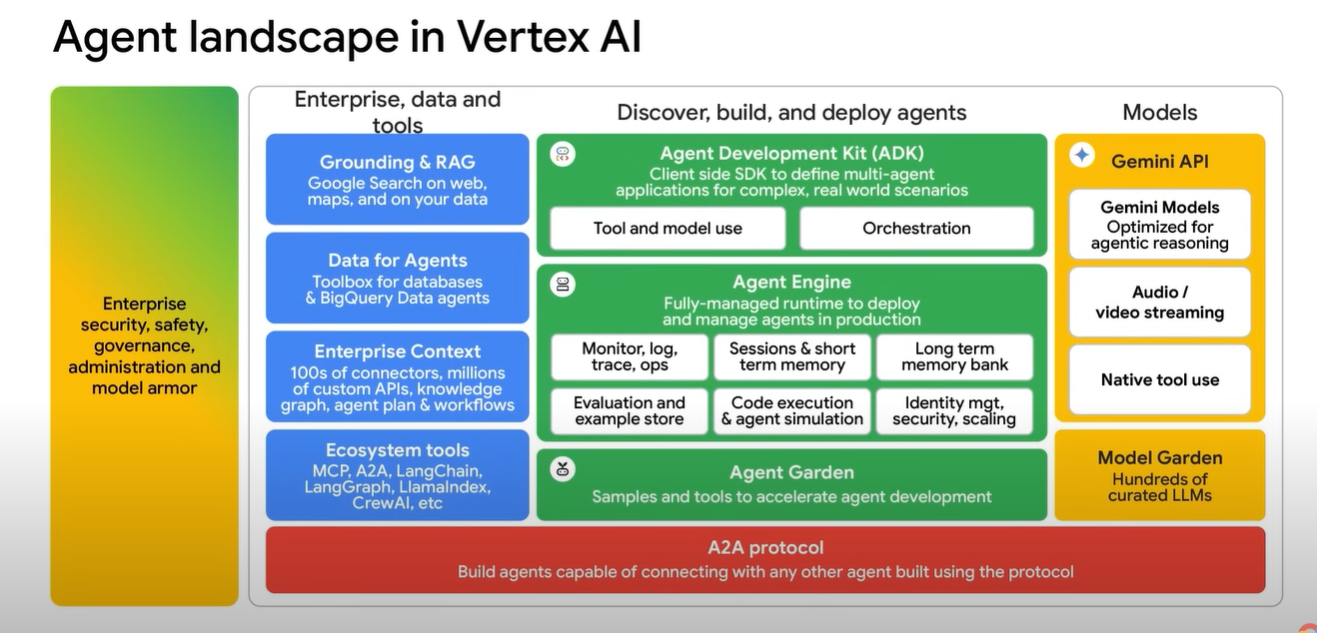 Agent landscape in Vertex AI
Enterprise
security, safety,
governance,
administration and
model armor
Enterprise, data and
tools
Grounding & RAG
Google Search on web,
maps, and on your data
Data for Agents
Toolbox for databases
& BigQuery Data agents
Enterprise Context
100s of connectors, millions
of custom APIs, knowledge
graph, agent plan & workflows
Ecosystem tools
MCP, A2A, LangChain,
LangGraph, LlamaIndex,
CrewAI, etc
Discover, build, and deploy agents
Agent Development Kit (ADK)
Client side SDK to define multi-agent
applications for complex, real world scenarios
Tool and model use
Orchestration
Agent Engine
Fully-managed runtime to deploy
and manage agents in production
Monitor, log,
trace, ops
Sessions & short
term memory
Long term
memory bank
Evaluation and
example store
Code execution
& agent simulation
Identity mgt,
security, scaling
Agent Garden
Samples and tools to accelerate agent development
Models
Gemini API
Gemini Models
Optimized for
agentic reasoning
Audio /
video streaming
Native tool use
Model Garden
Hundreds of
curated LLMs
A2A protocol
Build agents capable of connecting with any other agent built using the protocol